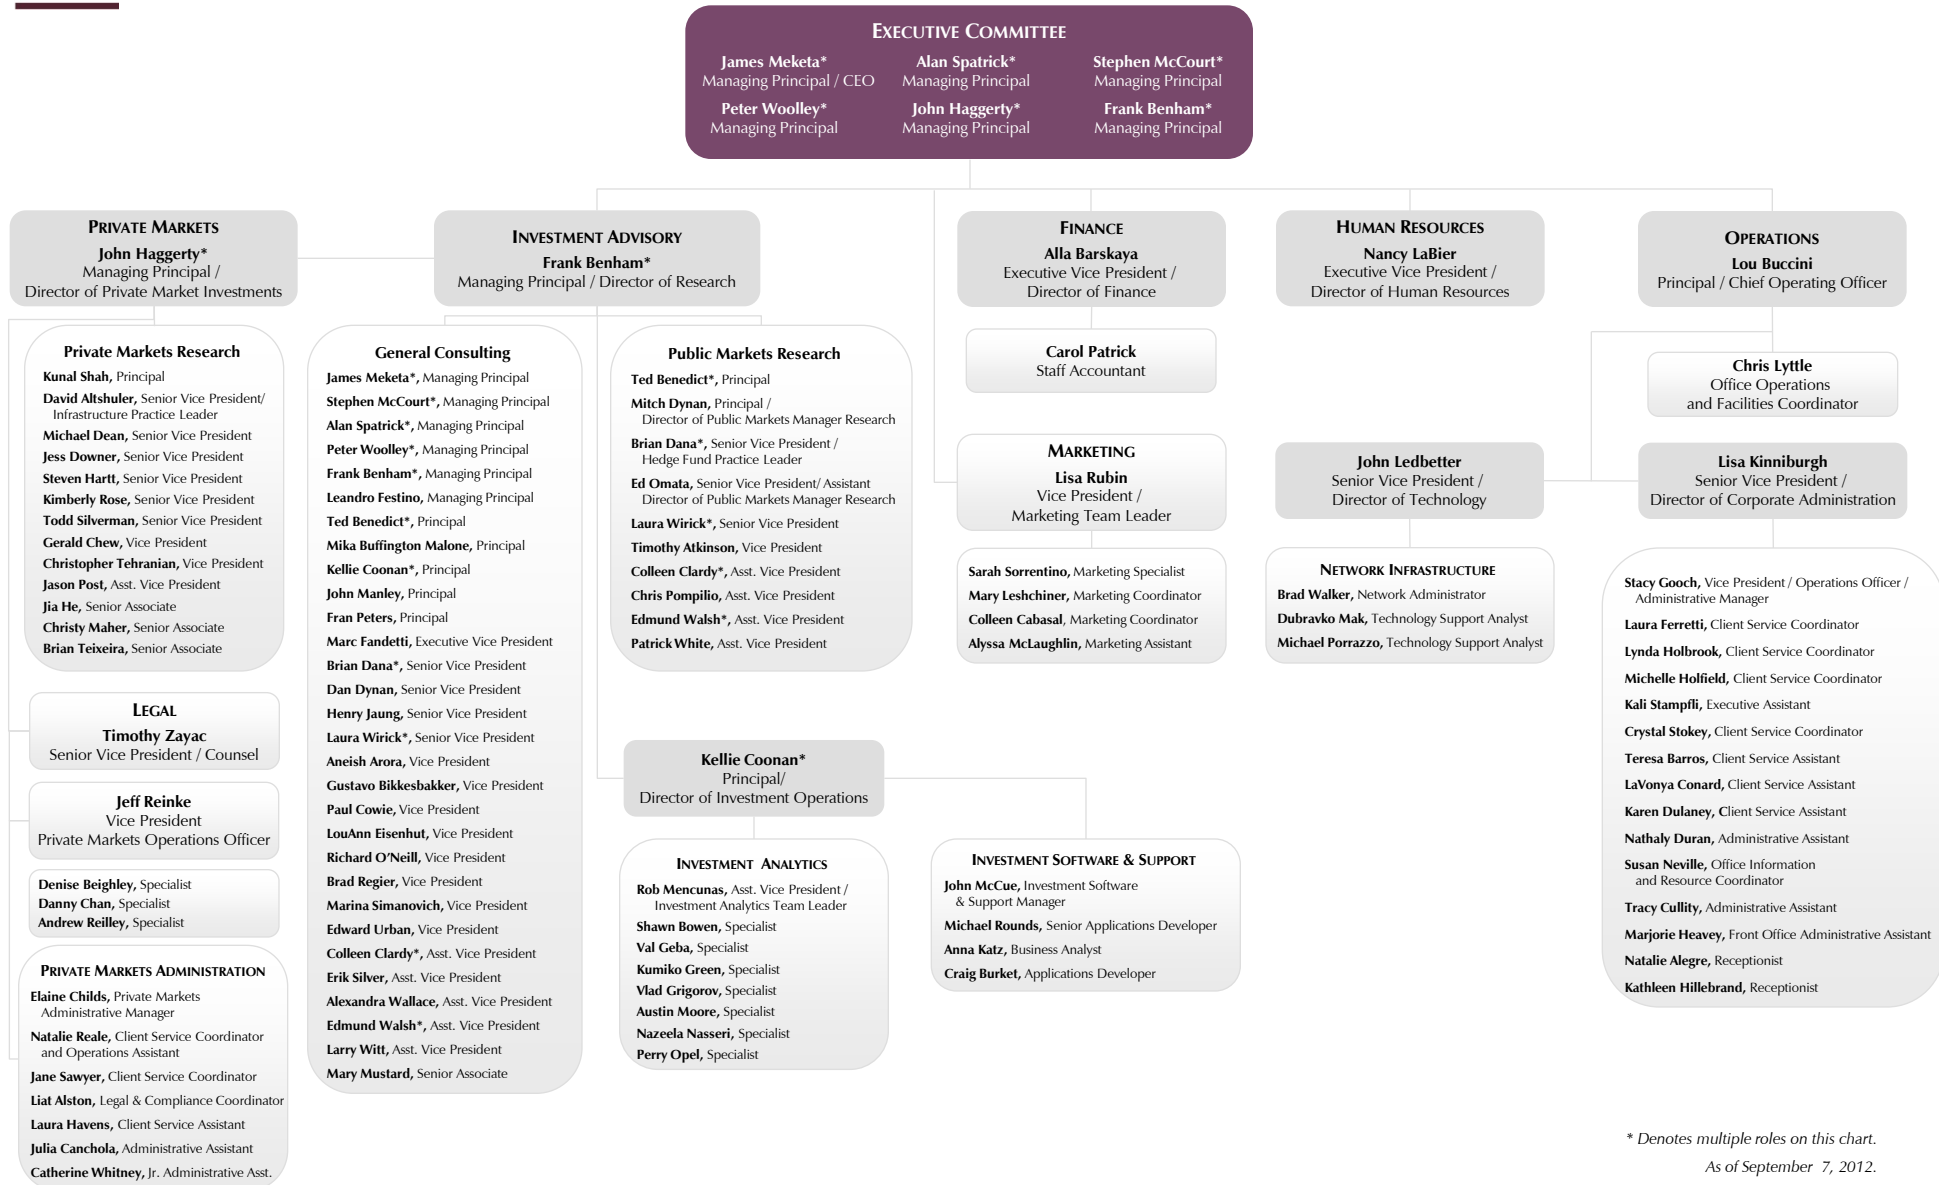 EXECUTIVE COMMITTEE
James Meketa*
Managing Principal / CEO
Alan Spatrick*
Managing Principal
Stephen McCourt*
Managing Principal
Peter Woolley*
Managing Principal
John Haggerty*
Managing Principal
Frank Benham*
Managing Principal
PRIVATE MARKETS
John Haggerty*
Managing Principal /
Director of Private Market Investments
INVESTMENT ADVISORY
Frank Benham*
Managing Principal / Director of Research
FINANCE
Alla Barskaya
Executive Vice President /
Director of Finance
HUMAN RESOURCES
Nancy LaBier
Executive Vice President /
Director of Human Resources
OPERATIONS
Lou Buccini
Principal / Chief Operating Officer
Private Markets Research
Kunal Shah, Principal
David Altshuler, Senior Vice President/
Infrastructure Practice Leader
Michael Dean, Senior Vice President
Jess Downer, Senior Vice President
Steven Hartt, Senior Vice President
Kimberly Rose, Senior Vice President
Todd Silverman, Senior Vice President
Gerald Chew, Vice President
Christopher Tehranian, Vice President
Jason Post, Asst. Vice President
Jia He, Senior Associate
Christy Maher, Senior Associate
Brian Teixeira, Senior Associate
LEGAL
Timothy Zayac
Senior Vice President / Counsel
Jeff Reinke
Vice President
Private Markets Operations Officer
Denise Beighley, Specialist
Danny Chan, Specialist
Andrew Reilley, Specialist
PRIVATE MARKETS ADMINISTRATION
Elaine Childs, Private Markets
Administrative Manager
Natalie Reale, Client Service Coordinator
and Operations Assistant
Jane Sawyer, Client Service Coordinator
Liat Alston, Legal & Compliance Coordinator
Laura Havens, Client Service Assistant
Julia Canchola, Administrative Assistant
Catherine Whitney, Jr. Administrative Asst.
General Consulting
James Meketa*, Managing Principal
Stephen McCourt*, Managing Principal
Alan Spatrick*, Managing Principal
Peter Woolley*, Managing Principal
Frank Benham*, Managing Principal
Leandro Festino, Managing Principal
Ted Benedict*, Principal
Mika Buffington Malone, Principal
Kellie Coonan*, Principal
John Manley, Principal
Fran Peters, Principal
Marc Fandetti, Executive Vice President
Brian Dana*, Senior Vice President
Dan Dynan, Senior Vice President
Henry Jaung, Senior Vice President
Laura Wirick*, Senior Vice President
Aneish Arora, Vice President
Gustavo Bikkesbakker, Vice President
Paul Cowie, Vice President
LouAnn Eisenhut, Vice President
Richard O'Neill, Vice President
Brad Regier, Vice President
Marina Simanovich, Vice President
Edward Urban, Vice President
Colleen Clardy*, Asst. Vice President
Erik Silver, Asst. Vice President
Alexandra Wallace, Asst. Vice President
Edmund Walsh*, Asst. Vice President
Larry Witt, Asst. Vice President
Mary Mustard, Senior Associate
Public Markets Research
Ted Benedict*, Principal
Mitch Dynan, Principal /
Director of Public Markets Manager Research
Brian Dana*, Senior Vice President /
Hedge Fund Practice Leader
Ed Omata, Senior Vice President/ Assistant
Director of Public Markets Manager Research
Laura Wirick*, Senior Vice President
Timothy Atkinson, Vice President
Colleen Clardy*, Asst. Vice President
Chris Pompilio, Asst. Vice President
Edmund Walsh*, Asst. Vice President
Patrick White, Asst. Vice President
Kellie Coonan*
Principal/
Director of Investment Operations
INVESTMENT ANALYTICS
Rob Mencunas, Asst. Vice President /
Investment Analytics Team Leader
Shawn Bowen, Specialist
Val Geba, Specialist
Kumiko Green, Specialist
Vlad Grigorov, Specialist
Austin Moore, Specialist
Nazeela Nasseri, Specialist
Perry Opel, Specialist
INVESTMENT SOFTWARE & SUPPORT
John McCue, Investment Software
& Support Manager
Michael Rounds, Senior Applications Developer
Anna Katz, Business Analyst
Craig Burket, Applications Developer
Carol Patrick
Staff Accountant
MARKETING
Lisa Rubin
Vice President /
Marketing Team Leader
Sarah Sorrentino, Marketing Specialist
Mary Leshchiner, Marketing Coordinator
Colleen Cabasal, Marketing Coordinator
Alyssa McLaughlin, Marketing Assistant
Chris Lyttle
Office Operations
and Facilities Coordinator
John Ledbetter
Senior Vice President /
Director of Technology
NETWORK INFRASTRUCTURE
Brad Walker, Network Administrator
Dubravko Mak, Technology Support Analyst
Michael Porrazzo, Technology Support Analyst
Lisa Kinniburgh
Senior Vice President /
Director of Corporate Administration
Stacy Gooch, Vice President / Operations Officer /
Administrative Manager
Laura Ferretti, Client Service Coordinator
Lynda Holbrook, Client Service Coordinator
Michelle Holfield, Client Service Coordinator
Kali Stampfli, Executive Assistant
Crystal Stokey, Client Service Coordinator
Teresa Barros, Client Service Assistant
LaVonya Conard, Client Service Assistant
Karen Dulaney, Client Service Assistant
Nathaly Duran, Administrative Assistant
Susan Neville, Office Information
and Resource Coordinator
Tracy Cullity, Administrative Assistant
Marjorie Heavey, Front Office Administrative Assistant
Natalie Alegre, Receptionist
Kathleen Hillebrand, Receptionist
* Denotes multiple roles on this chart.
As of September 7, 2012.